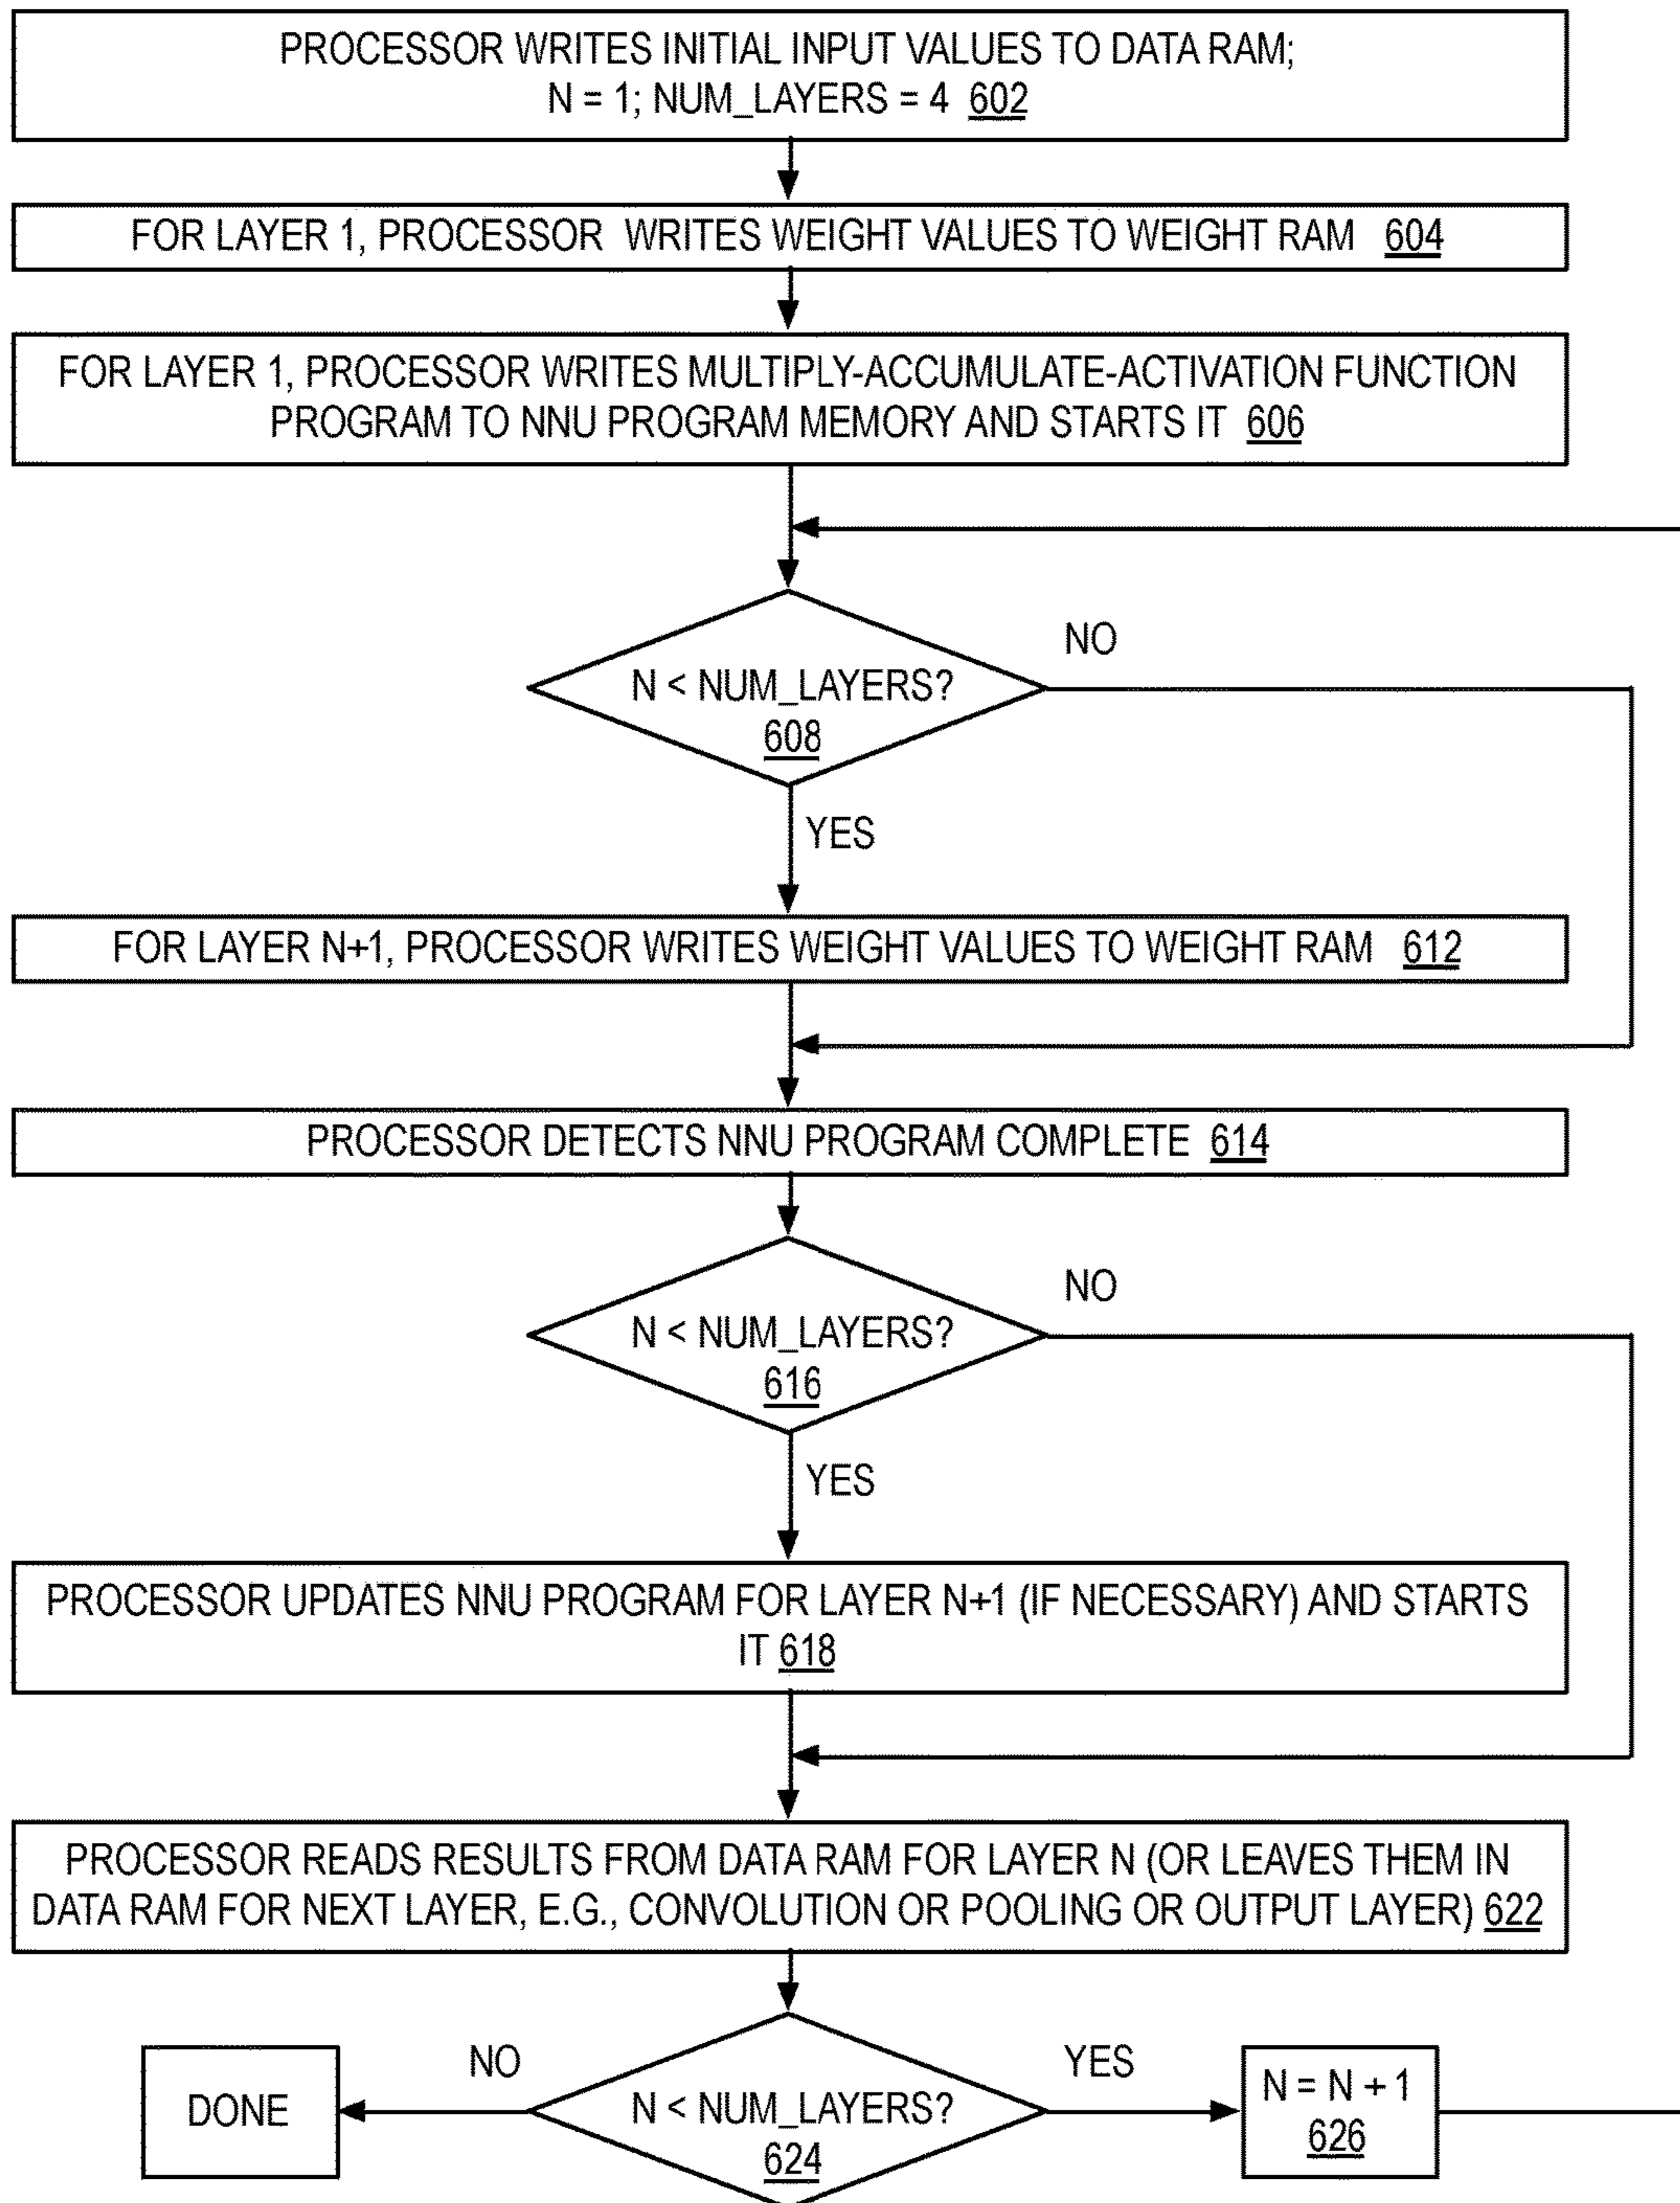 PROCESSOR WRITES INITIAL INPUT VALUES TO DATA RAM;
N = 1; NUM_LAYERS = 4 602
FOR LAYER 1, PROCESSOR WRITES WEIGHT VALUES TO WEIGHT RAM 604
FOR LAYER 1, PROCESSOR WRITES MULTIPLY-ACCUMULATE-ACTIVATION FUNCTION
PROGRAM TO NNU PROGRAM MEMORY AND STARTS IT 606
NO
N < NUM_LAYERS?
608
YES
FOR LAYER N+1, PROCESSOR WRITES WEIGHT VALUES TO WEIGHT RAM 612
PROCESSOR DETECTS NNU PROGRAM COMPLETE 614
NO
N < NUM_LAYERS?
616
YES
PROCESSOR UPDATES NNU PROGRAM FOR LAYER N+1 (IF NECESSARY) AND STARTS
IT 618
PROCESSOR READS RESULTS FROM DATA RAM FOR LAYER N (OR LEAVES THEM IN
DATA RAM FOR NEXT LAYER, E.G., CONVOLUTION OR POOLING OR OUTPUT LAYER) 622
NO
YES
DONE
N < NUM_LAYERS?
624
N = N + 1
626